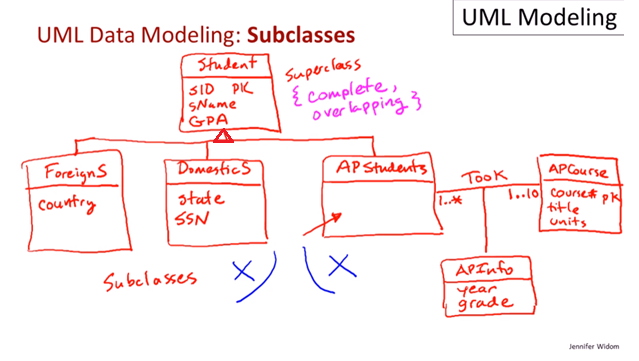 UML Modeling
UML Data Modeling: Subclasses
Student
SID PK
sName
GPA
Superclass
{ complete,
overlapping }
ForeignS
country
DomesticS
state
SSN
APStudents
Took
1..*
1..10
APCourse
course# PK
title
units
APInfo
year
grade
Subclasses
X
X
Jennifer Widom